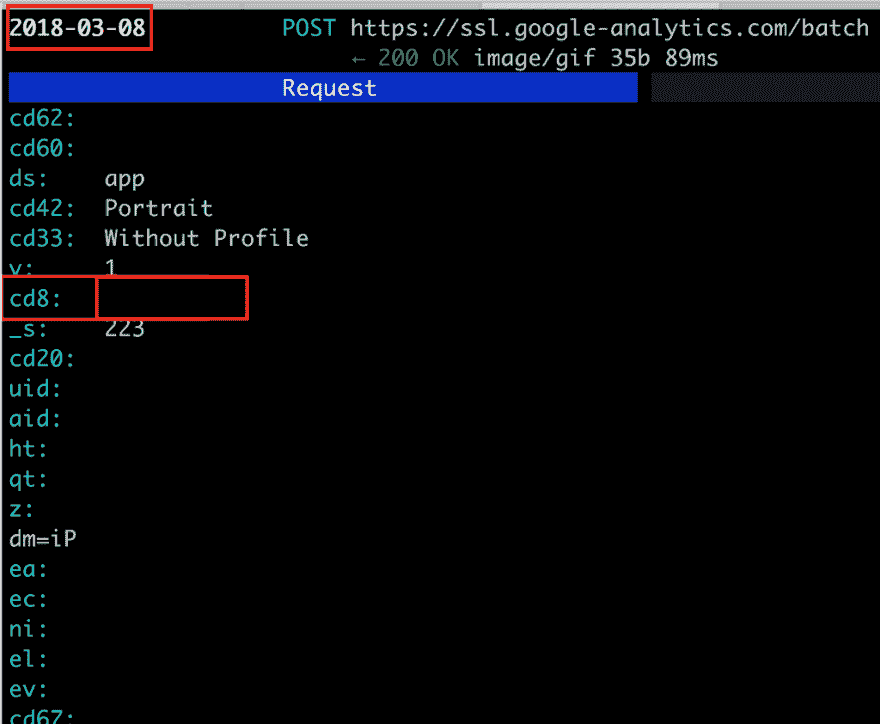 2018-03-08 POST https://ssl.google-analytics.com/batch
← 200 OK image/gif 35b 89ms
Request
cd62:
cd60:
ds: app
cd42: Portrait
cd33: Without Profile
v: 1
cd8:
_s: 223
cd20:
uid:
aid:
ht:
qt:
z:
dm=iP
ea:
ec:
ni:
el:
ev:
cd67: